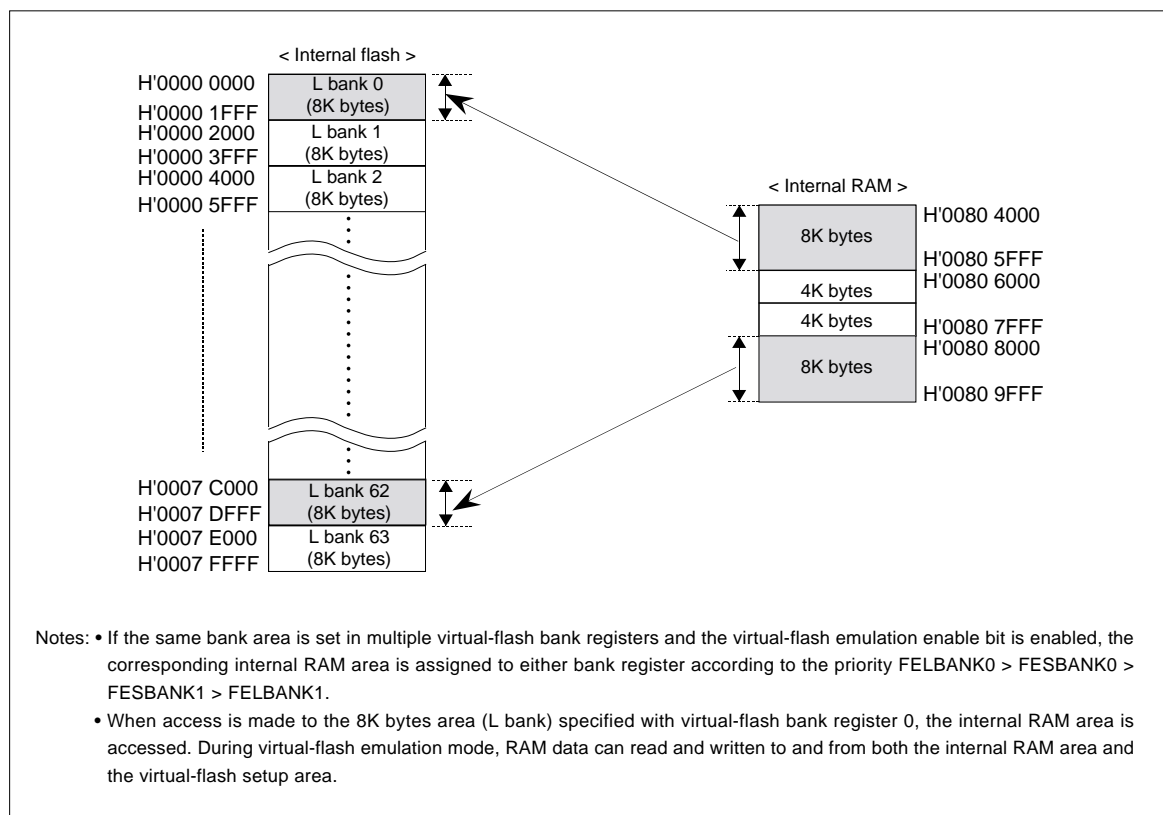 < Internal flash >
H'0000 0000
L bank 0
(8K bytes)
H'0000 1FFF
H'0000 2000
L bank 1
(8K bytes)
H'0000 3FFF
H'0000 4000
L bank 2
(8K bytes)
H'0000 5FFF
< Internal RAM >
H'0080 4000
8K bytes
H'0080 5FFF
H'0080 6000
4K bytes
4K bytes
H'0080 7FFF
H'0080 8000
8K bytes
H'0080 9FFF
H'0007 C000
L bank 62
(8K bytes)
H'0007 DFFF
H'0007 E000
L bank 63
(8K bytes)
H'0007 FFFF
Notes: • If the same bank area is set in multiple virtual-flash bank registers and the virtual-flash emulation enable bit is enabled, the
corresponding internal RAM area is assigned to either bank register according to the priority FELBANK0 > FESBANK0 >
FESBANK1 > FELBANK1.
• When access is made to the 8K bytes area (L bank) specified with virtual-flash bank register 0, the internal RAM area is
accessed. During virtual-flash emulation mode, RAM data can read and written to and from both the internal RAM area and
the virtual-flash setup area.